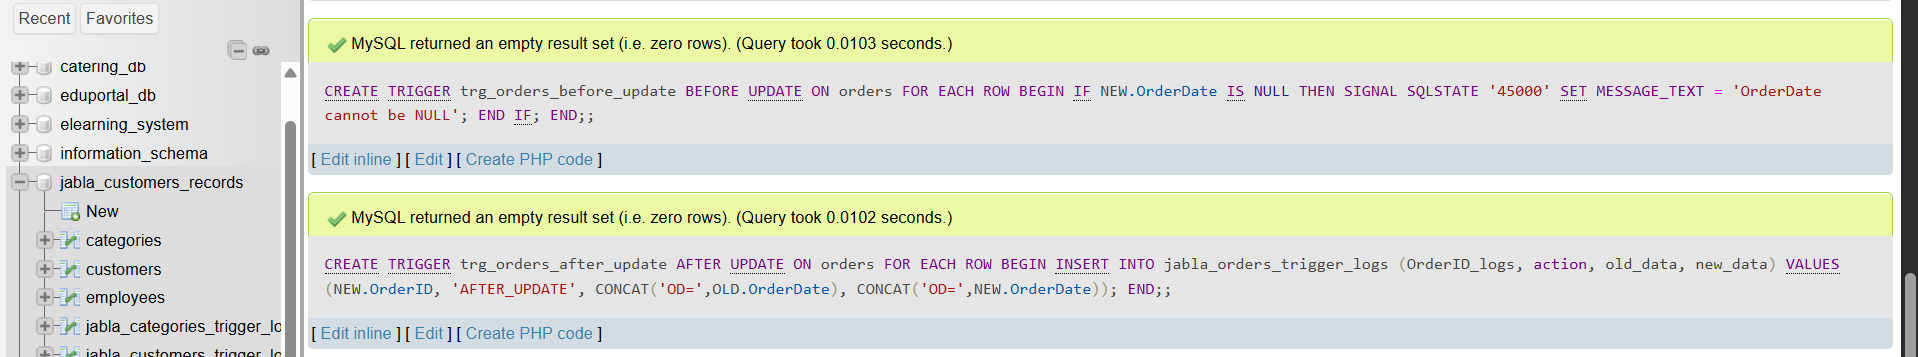 Recent Favorites
catering_db
eduportal_db
elearning_system
information_schema
jabla_customers_records
New
categories
customers
employees
jabla_categories_trigger_lo
jabla_customers_trigger_lo
MySQL returned an empty result set (i.e. zero rows). (Query took 0.0103 seconds.)
CREATE TRIGGER trg_orders_before_update BEFORE UPDATE ON orders FOR EACH ROW BEGIN IF NEW.OrderDate IS NULL THEN SIGNAL SQLSTATE '45000' SET MESSAGE_TEXT = 'OrderDate
cannot be NULL'; END IF; END;;
[ Edit inline ] [ Edit ] [ Create PHP code ]
MySQL returned an empty result set (i.e. zero rows). (Query took 0.0102 seconds.)
CREATE TRIGGER trg_orders_after_update AFTER UPDATE ON orders FOR EACH ROW BEGIN INSERT INTO jabla_orders_trigger_logs (OrderID_logs, action, old_data, new_data) VALUES
(NEW.OrderID, 'AFTER_UPDATE', CONCAT('OD=',OLD.OrderDate), CONCAT('OD=',NEW.OrderDate)); END;;
[ Edit inline ] [ Edit ] [ Create PHP code ]